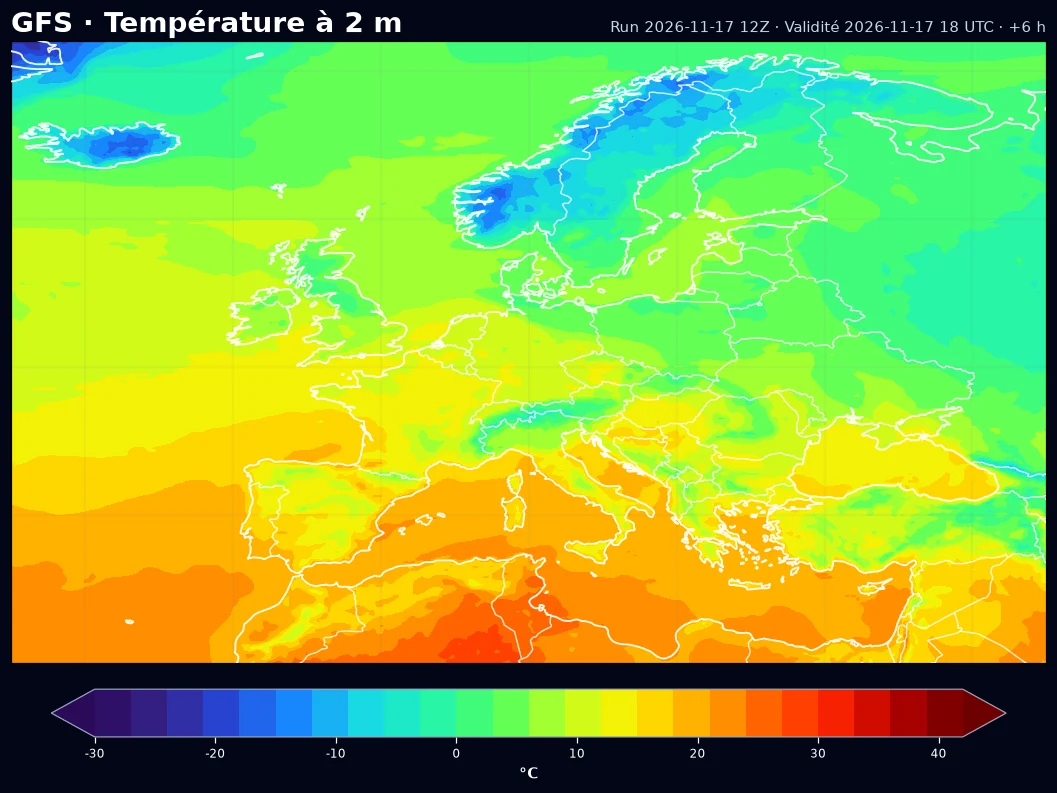 GFS · Température à 2 m
Run 2026-11-17 12Z · Validité 2026-11-17 18 UTC · +6 h
-30 -20 -10 0 10 20 30 40
°C